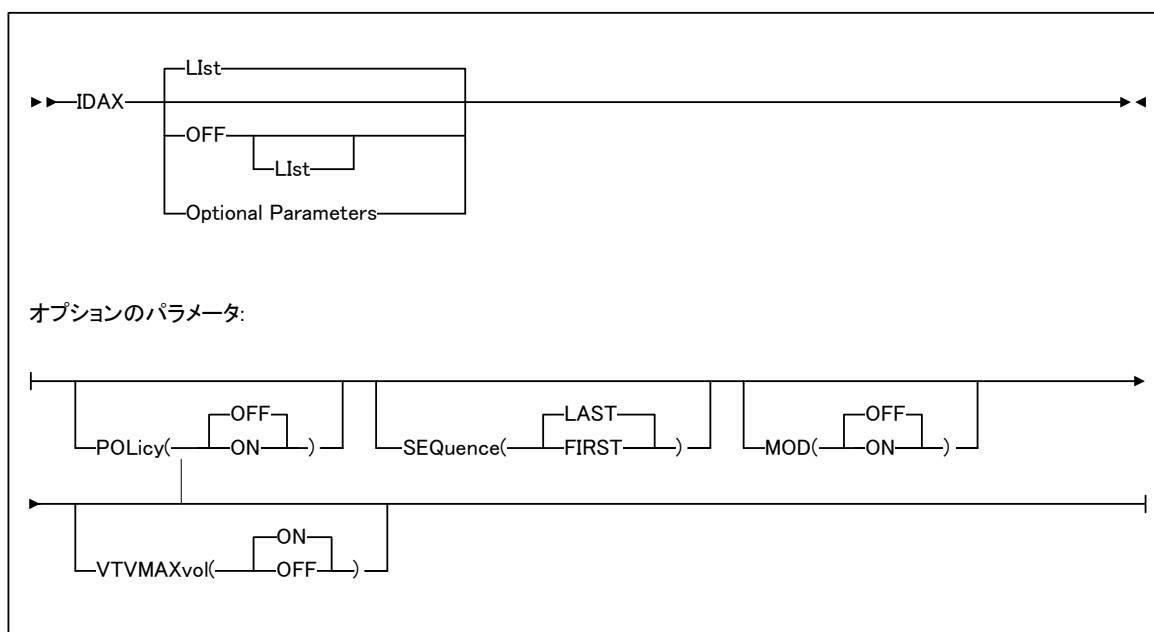 LIst
IDAX
OFF
LIst
Optional Parameters
オプションのパラメータ:
OFF
POLicy( ON )
LAST
SEQuence( FIRST )
OFF
MOD( ON )
ON
VTVMAXvol( OFF )